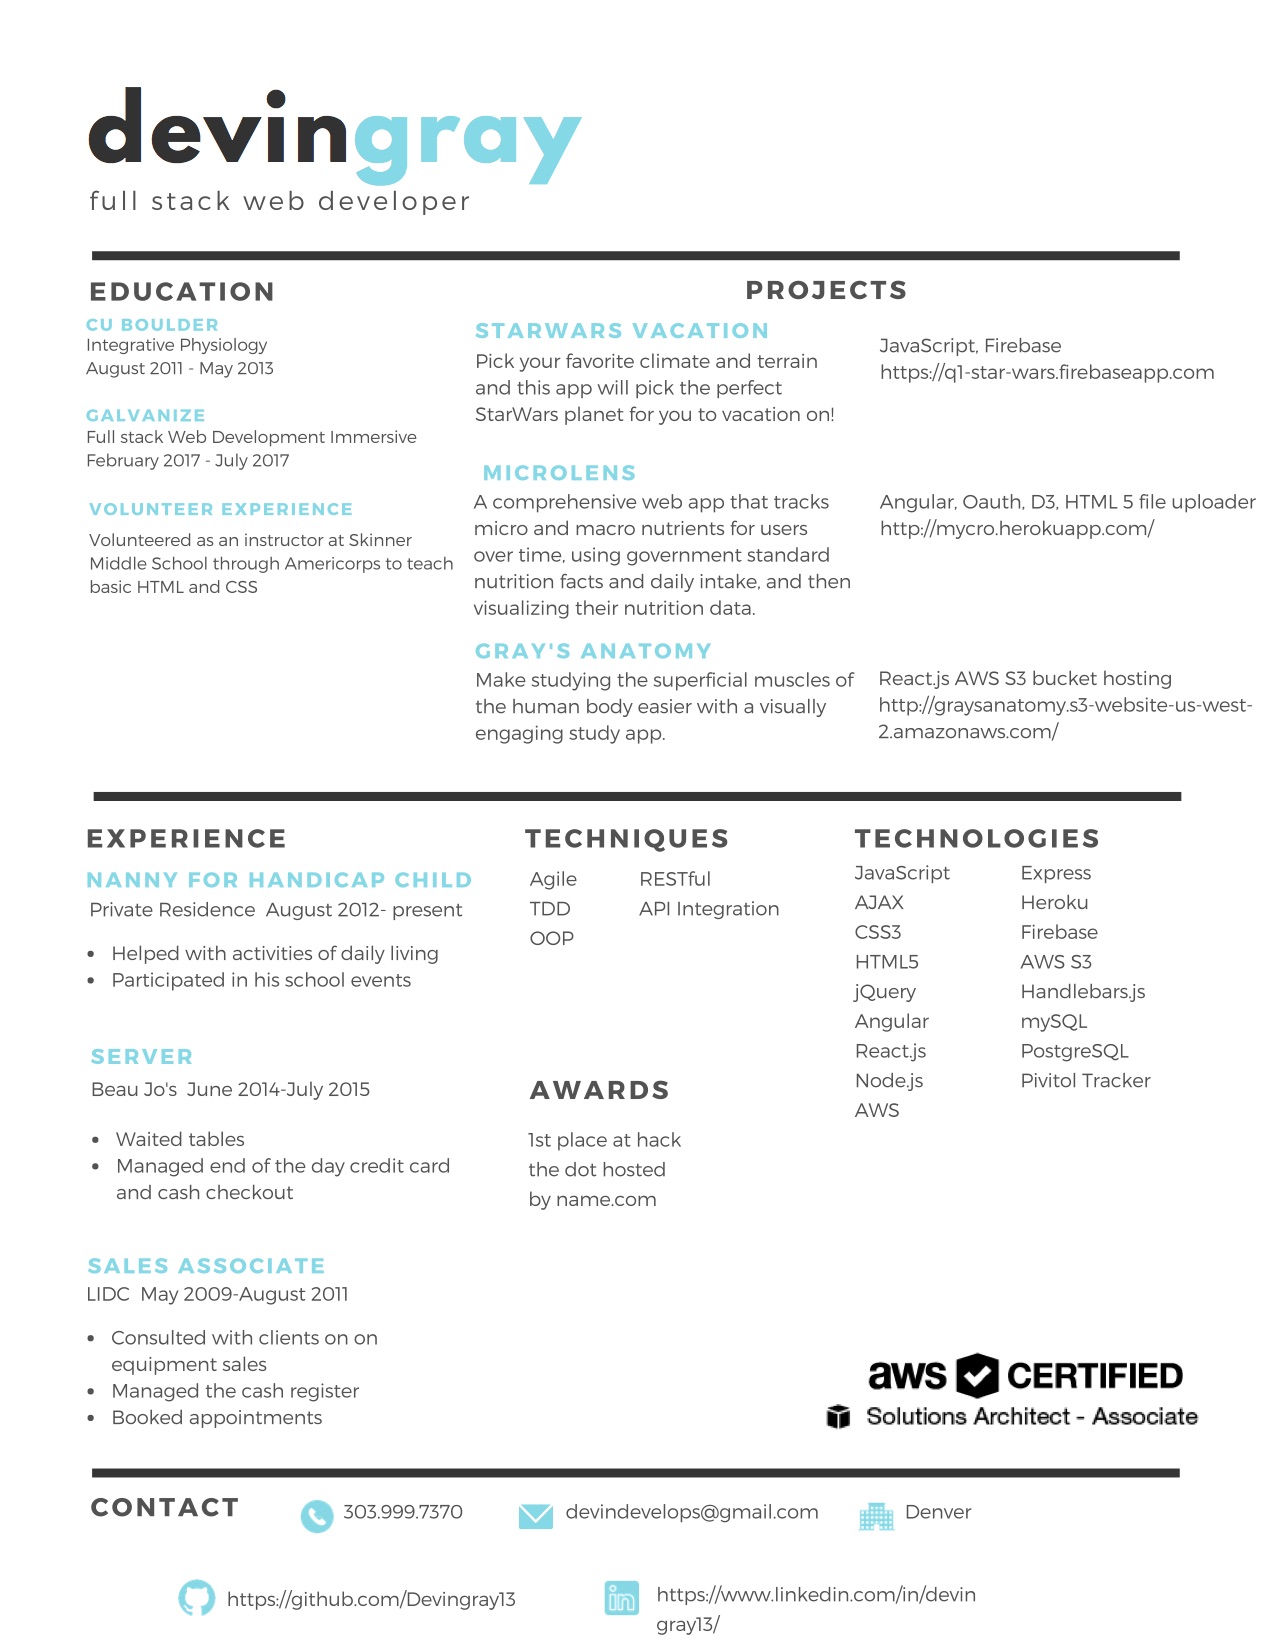 devingray
full stack web developer
EDUCATION
CU BOULDER
Integrative Physiology
August 2011 - May 2013
GALVANIZE
Full stack Web Development Immersive
February 2017 - July 2017
VOLUNTEER EXPERIENCE
Volunteered as an instructor at Skinner
Middle School through Americorps to teach
basic HTML and CSS
PROJECTS
STARWARS VACATION
Pick your favorite climate and terrain
and this app will pick the perfect
StarWars planet for you to vacation on!
JavaScript, Firebase
https://q1-star-wars.firebaseapp.com
MICROLENS
A comprehensive web app that tracks
micro and macro nutrients for users
over time, using government standard
nutrition facts and daily intake, and then
visualizing their nutrition data.
Angular, Oauth, D3, HTML 5 file uploader
http://mycro.herokuapp.com/
GRAY'S ANATOMY
Make studying the superficial muscles of
the human body easier with a visually
engaging study app.
React.js AWS S3 bucket hosting
http://graysanatomy.s3-website-us-west-
2.amazonaws.com/
EXPERIENCE
NANNY FOR HANDICAP CHILD
Private Residence  August 2012- present
• Helped with activities of daily living
• Participated in his school events
SERVER
Beau Jo's  June 2014-July 2015
• Waited tables
• Managed end of the day credit card
and cash checkout
SALES ASSOCIATE
LIDC  May 2009-August 2011
• Consulted with clients on on
equipment sales
• Managed the cash register
• Booked appointments
TECHNIQUES
Agile
TDD
OOP
RESTful
API Integration
AWARDS
1st place at hack
the dot hosted
by name.com
TECHNOLOGIES
JavaScript
AJAX
CSS3
HTML5
jQuery
Angular
React.js
Node.js
AWS
Express
Heroku
Firebase
AWS S3
Handlebars.js
mySQL
PostgreSQL
Pivitol Tracker
aws CERTIFIED
Solutions Architect - Associate
CONTACT
303.999.7370
devindevelops@gmail.com
Denver
https://github.com/Devingray13
in
https://www.linkedin.com/in/devin
gray13/